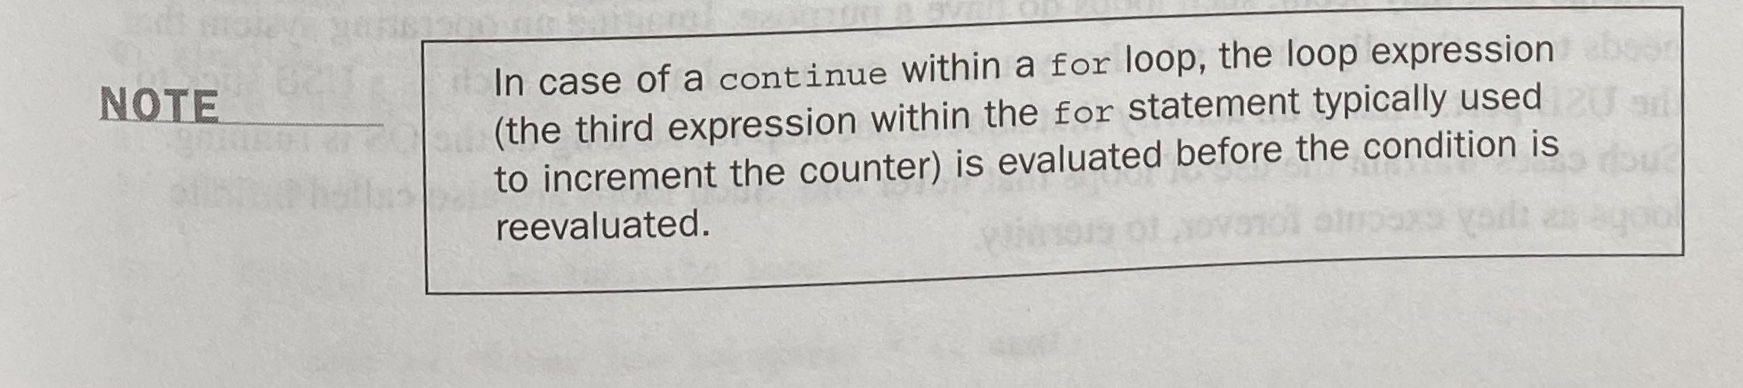 NOTE
In case of a continue within a for loop, the loop expression
(the third expression within the for statement typically used
to increment the counter) is evaluated before the condition is
reevaluated.